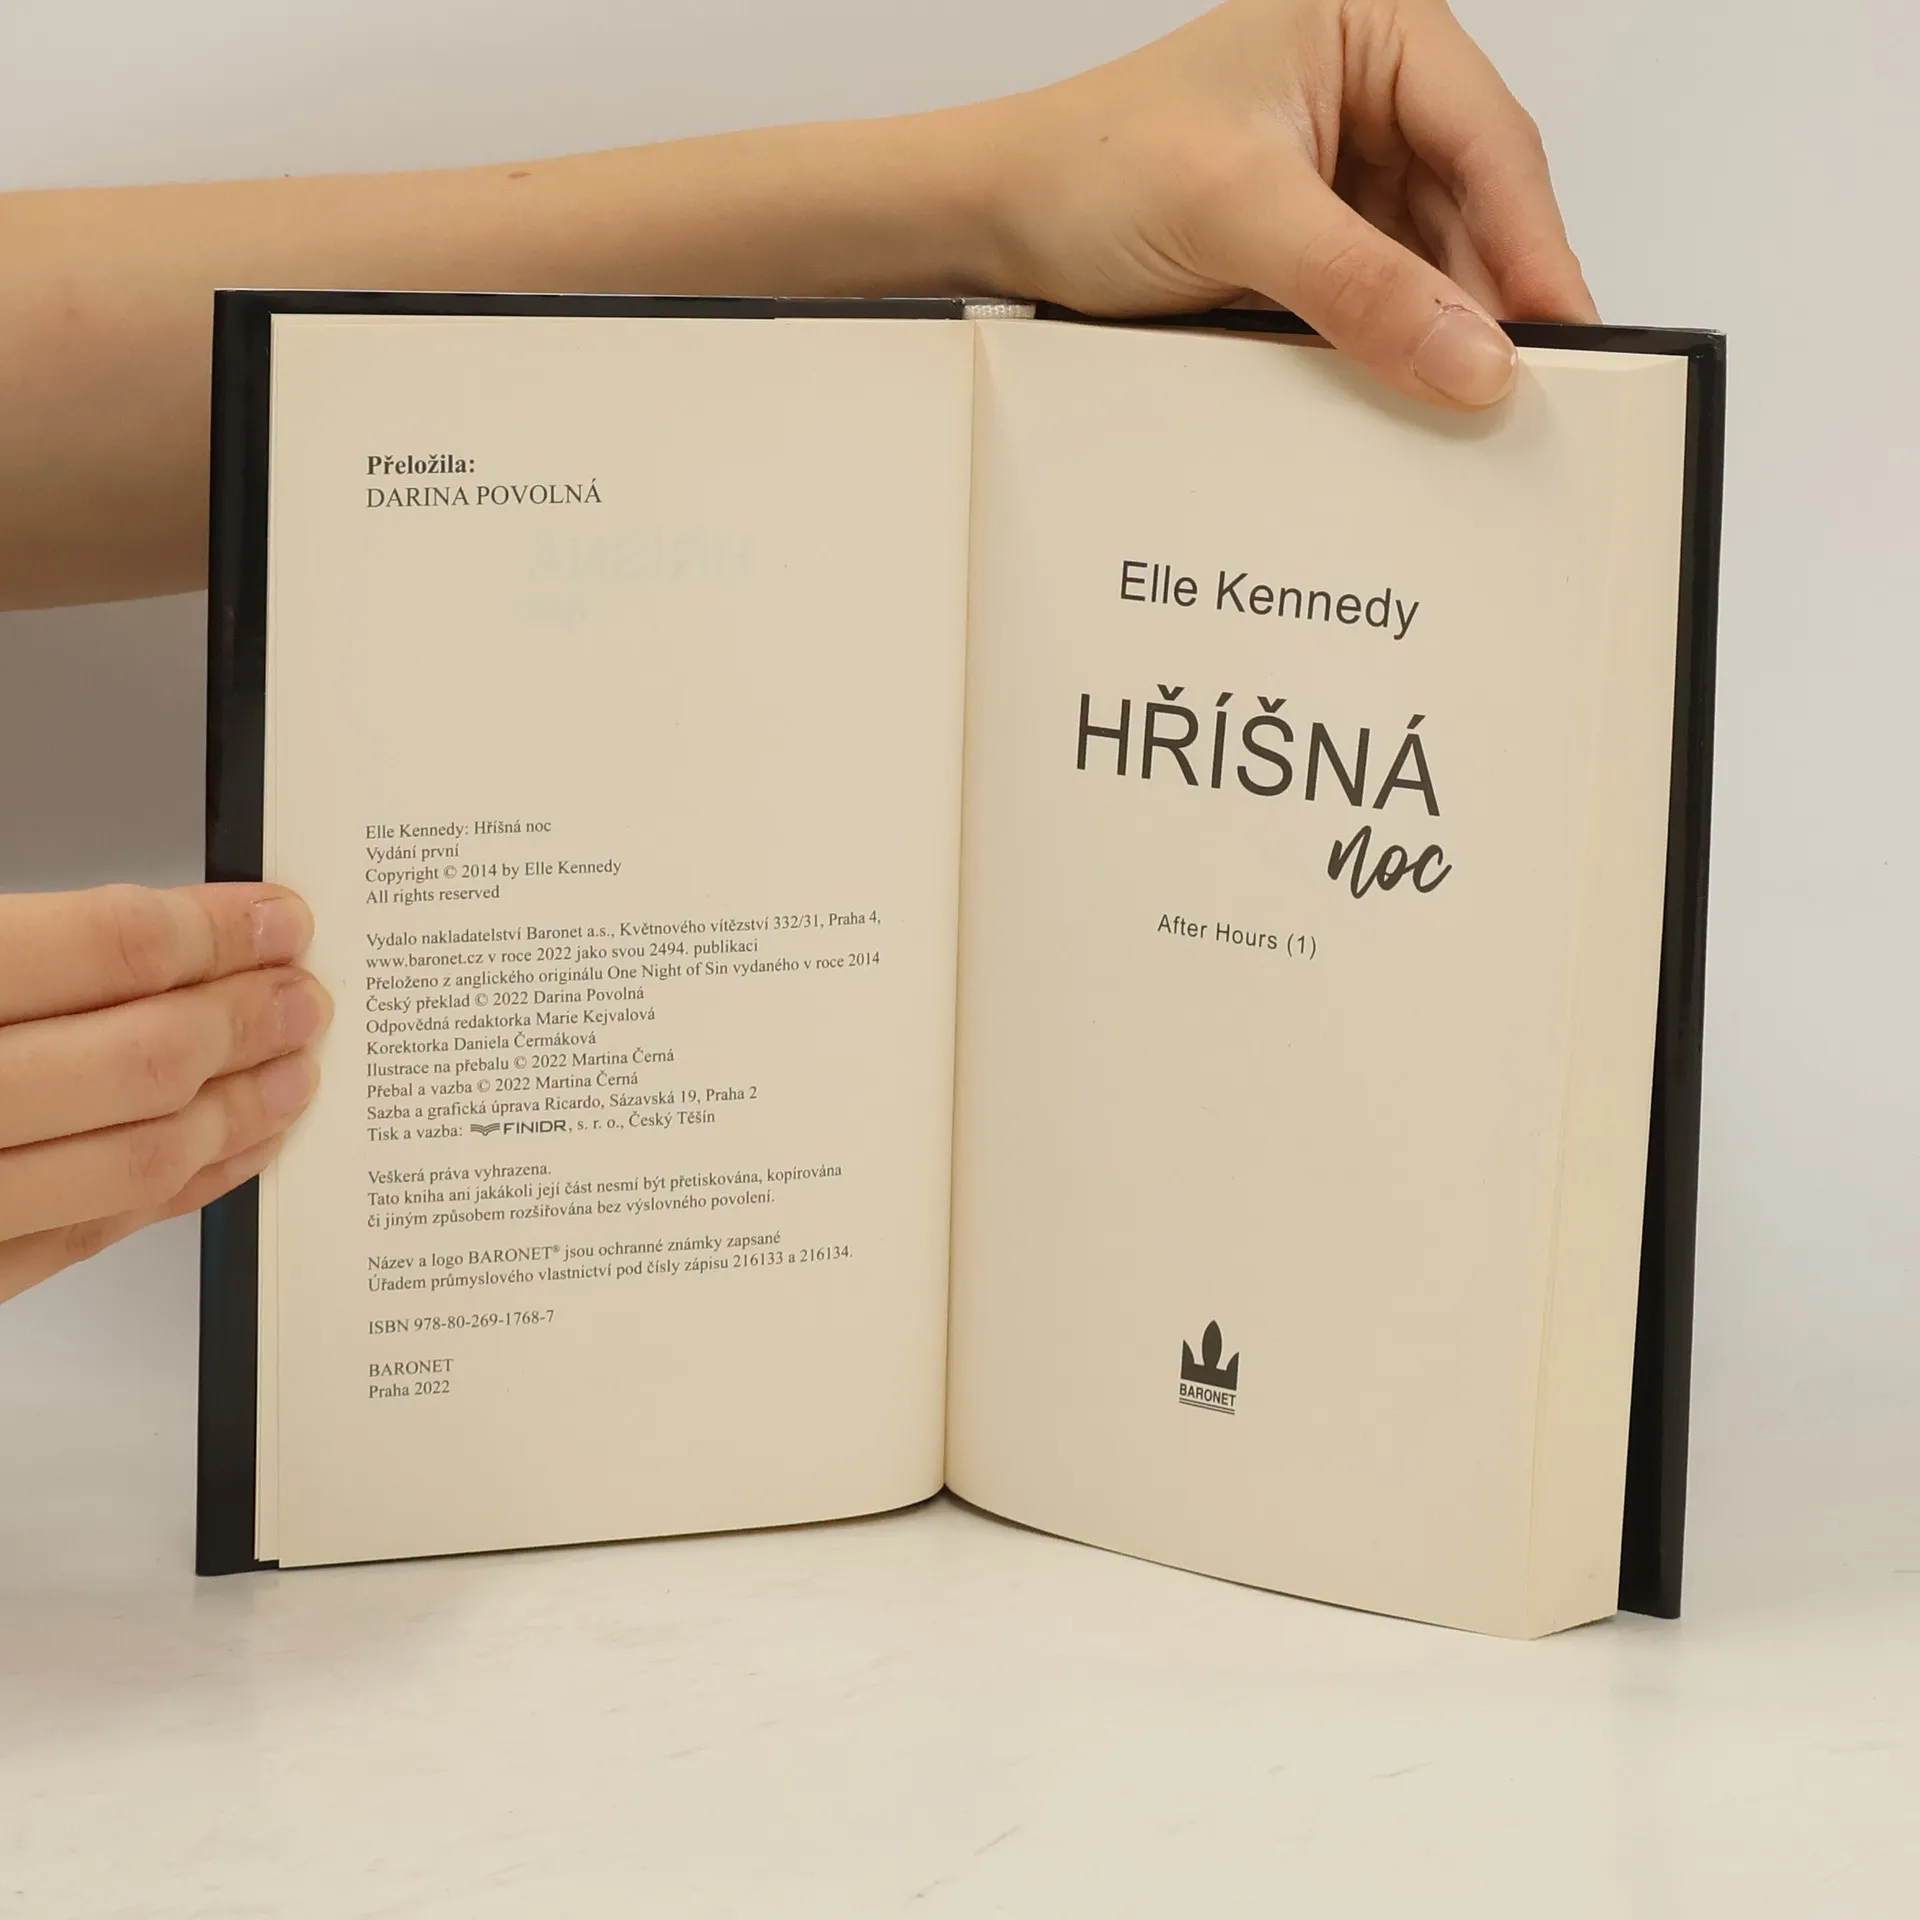 Přeložila:
DARINA POVOLNÁ
Elle Kennedy: Hříšná noc
Vydání první
Copyright © 2014 by Elle Kennedy
All rights reserved
Vydalo nakladatelství Baronet a.s., Květnového vítězství 332/31, Praha 4,
www.baronet.cz v roce 2022 jako svou 2494. publikaci
Přeloženo z anglického originálu One Night of Sin vydaného v roce 2014
Český překlad © 2022 Darina Povolná
Odpovědná redaktorka Marie Kejvalová
Korektorka Daniela Čermáková
Ilustrace na přebalu © 2022 Martina Černá
Přebal a vazba © 2022 Martina Černá
Sazba a grafická úprava Ricardo, Sázavská 19, Praha 2
Tisk a vazba: FINIDR, s. r. o., Český Těšín
Veškerá práva vyhrazena.
Tato kniha ani jakákoli její část nesmí být přetiskována, kopírována
či jiným způsobem rozšiřována bez výslovného povolení.
Název a logo BARONET® jsou ochranné známky zapsané
Úřadem průmyslového vlastnictví pod čísly zápisu 216133 a 216134.
ISBN 978-80-269-1768-7
BARONET
Praha 2022
Elle Kennedy
HŘÍŠNÁ
noc
After Hours (1)
BARONET